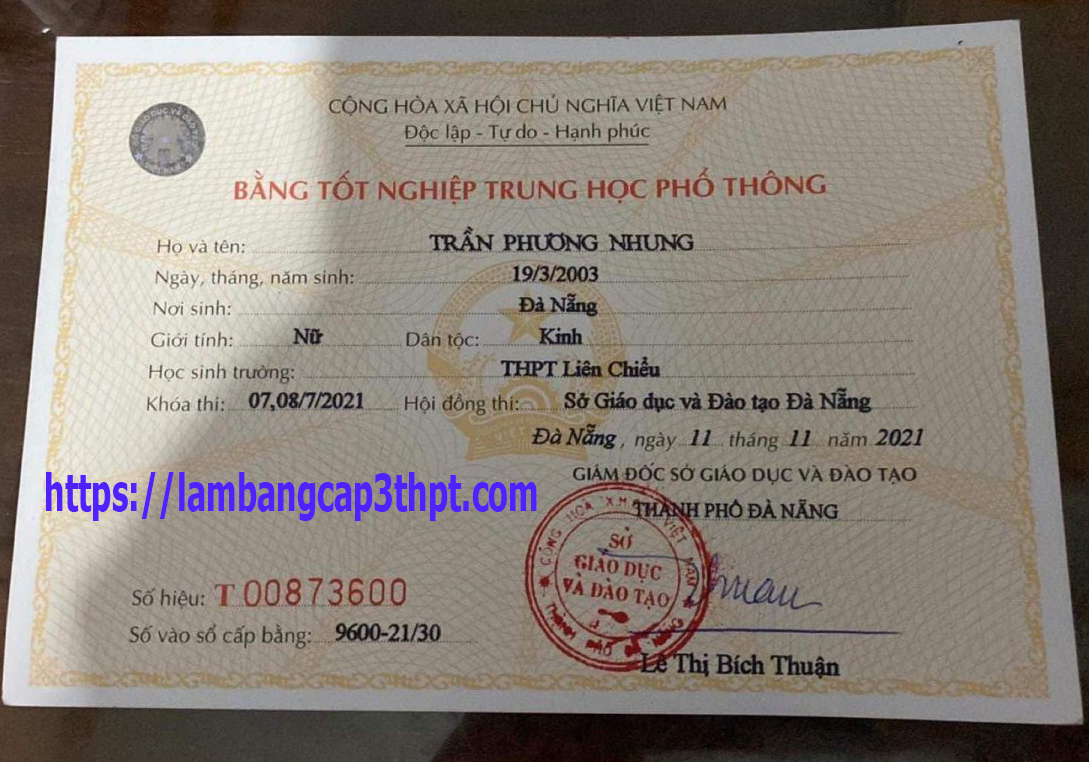 CỘNG HÒA XÃ HỘI CHỦ NGHĨA VIỆT NAM
Độc lập - Tự do - Hạnh phúc
BẰNG TỐT NGHIỆP TRUNG HỌC PHỔ THÔNG
Họ và tên: TRẦN PHƯƠNG NHUNG
Ngày, tháng, năm sinh: 19/3/2003
Nơi sinh: Đà Nẵng
Giới tính: Nữ Dân tộc: Kinh
Học sinh trường: THPT Liên Chiểu
Khóa thi: 07,08/7/2021 Hội đồng thi: Sở Giáo dục và Đào tạo Đà Nẵng
Đà Nẵng, ngày 11 tháng 11 năm 2021
GIÁM ĐỐC SỞ GIÁO DỤC VÀ ĐÀO TẠO
THÀNH PHỐ ĐÀ NẴNG
https://lambangcap3thpt.com
SỞ
GIÁO DỤC
VÀ ĐÀO TẠO
Số hiệu: T 00873600
Số vào sổ cấp bằng: 9600-21/30
Lê Thị Bích Thuận